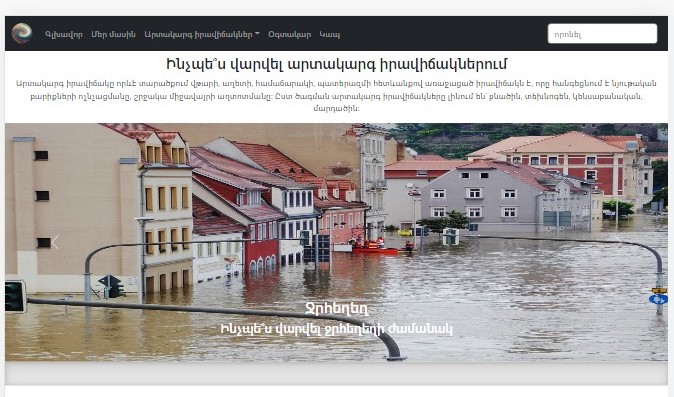 Գլխավոր Մեր մասին Արտակարգ իրավիճակներ Օգտակար Կապ որոնել
Ինչպե՞ս վարվել արտակարգ իրավիճակներում
Արտակարգ իրավիճակը որևէ տարածքում վթարի, աղետի, համաճարակի, պատերազմի հետևանքով առաջացած իրավիճակն է, որը հանգեցնում է նյութական
բարիքների ոչնչացմանը, շրջակա միջավայրի աղտոտմանը: Ըստ ծագման արտակարգ իրավիճակները լինում են՝ բնածին, տեխնոգեն, կենսաբանական,
մարդածին:
Ջրհեղեղ
Ինչպե՞ս վարվել ջրհեղեղի ժամանակ